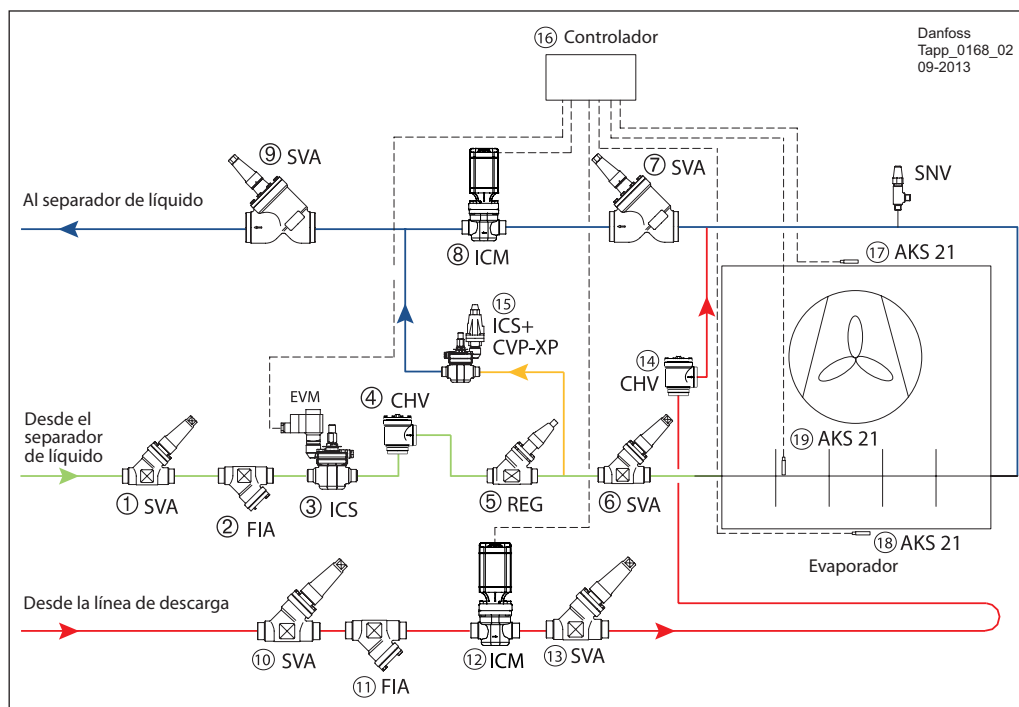 Danfoss
Tapp_0168_02
09-2013
⑯ Controlador
⑨ SVA
⑦ SVA
SNV
Al separador de líquido
⑧ ICM
⑰ AKS 21
⑮
ICS+
CVP-XP
⑭
CHV
EVM
④ CHV
Desde el
separador
de líquido
⑲ AKS 21
① SVA
② FIA
③ ICS
⑤ REG
⑥ SVA
⑱ AKS 21
Evaporador
Desde la línea de descarga
⑩ SVA
⑪ FIA
⑫ ICM
⑬ SVA